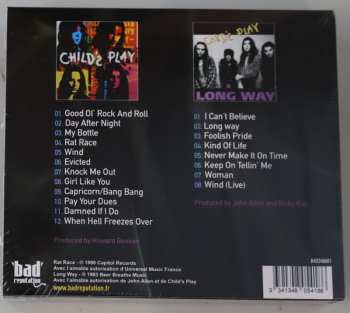 CHILD'S PLAY
CHILD'S PLAY
LONG WAY
01 Good Ol' Rock And Roll
02 Day After Night
03 My Bottle
04 Rat Race
05 Wind
06 Evicted
07 Knock Me Out
08 Girl Like You
09 Capricorn/Bang Bang
10 Pay Your Dues
11 Damned If I Do
12 When Hell Freezes Over
Produced by Howard Benson
01 I Can't Believe
02 Long way
03 Foolish Pride
04 Kind Of Life
05 Never Make It On Time
06 Keep On Tellin' Me
07 Woman
08 Wind (Live)
Produced by John Allen and
bad
reputation
Rat Race - © 1990 Capitol Records
Avec l'aimable autorisation d'Universal Music France
Long Way - © 1993 Beer Breathe Music
Avec l'aimable autorisation de John Allen et de Child's Play
www.badreputation.fr
3 341348 054186